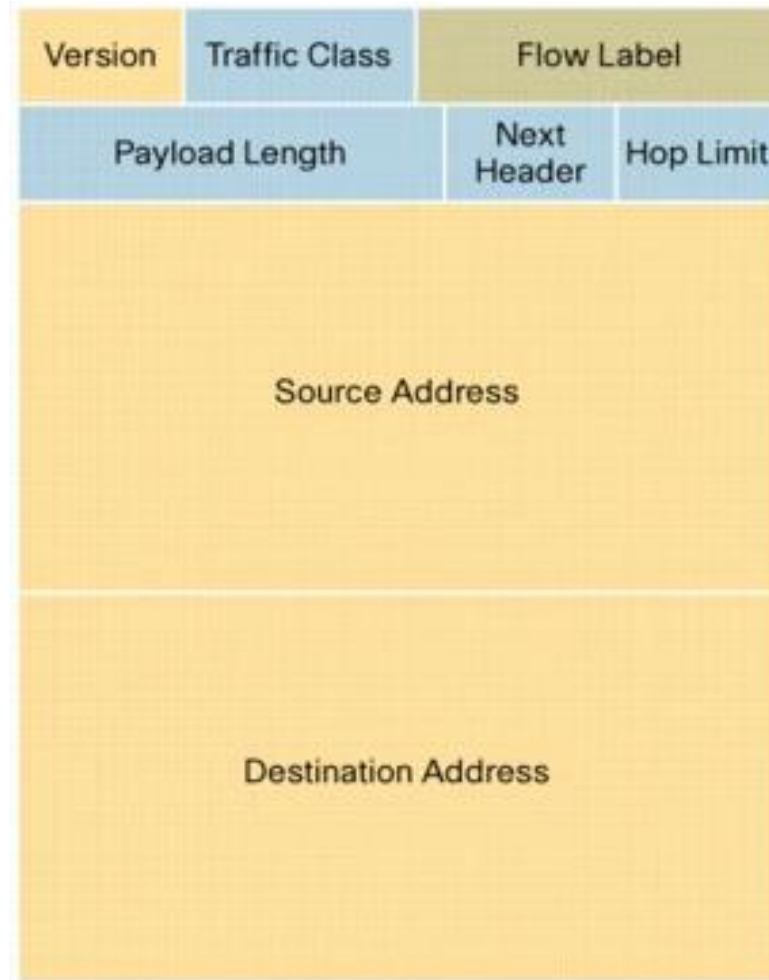 Version Traffic Class Flow Label
Payload Length Next Header Hop Limit
Source Address
Destination Address